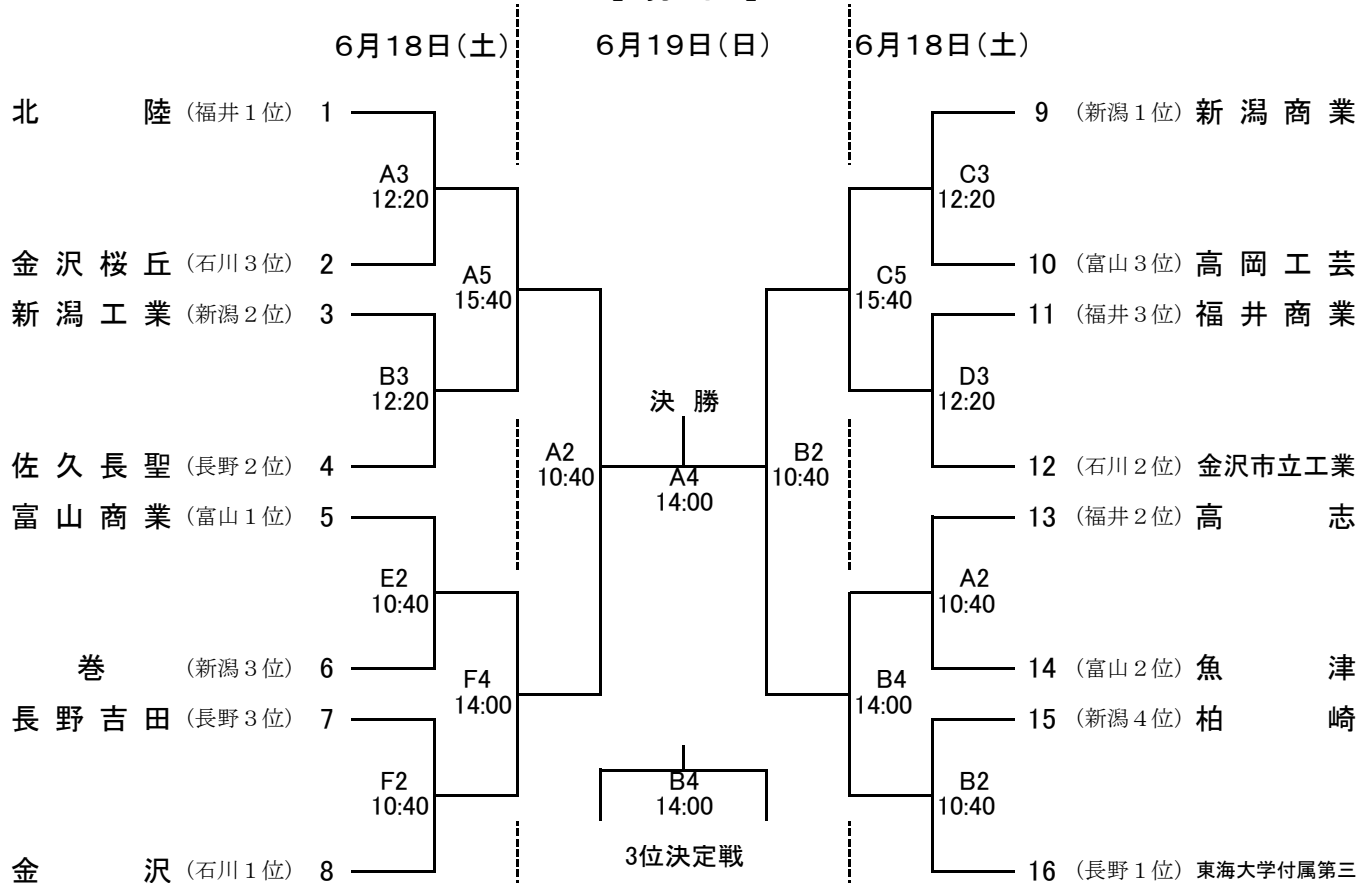 6月18日(土) 6月19日(日) 6月18日(土)
北陸 (福井1位) 1 9 (新潟1位) 新潟商業
A3 C3
12:20 12:20
金沢桜丘 (石川3位) 2 10 (富山3位) 高岡工芸
A5 C5
15:40 15:40
新潟工業 (新潟2位) 3 11 (福井3位) 福井商業
B3 D3
12:20 12:20
決勝
A2 B2
10:40 10:40
佐久長聖 (長野2位) 4 12 (石川2位) 金沢市立工業
A4
14:00
富山商業 (富山1位) 5 13 (福井2位) 高志
E2 A2
10:40 10:40
巻 (新潟3位) 6 14 (富山2位) 魚津
F4 B4
14:00 14:00
長野吉田 (長野3位) 7 15 (新潟4位) 柏崎
F2 B4 B2
10:40 14:00 10:40
3位決定戦
金沢 (石川1位) 8 16 (長野1位) 東海大学付属第三